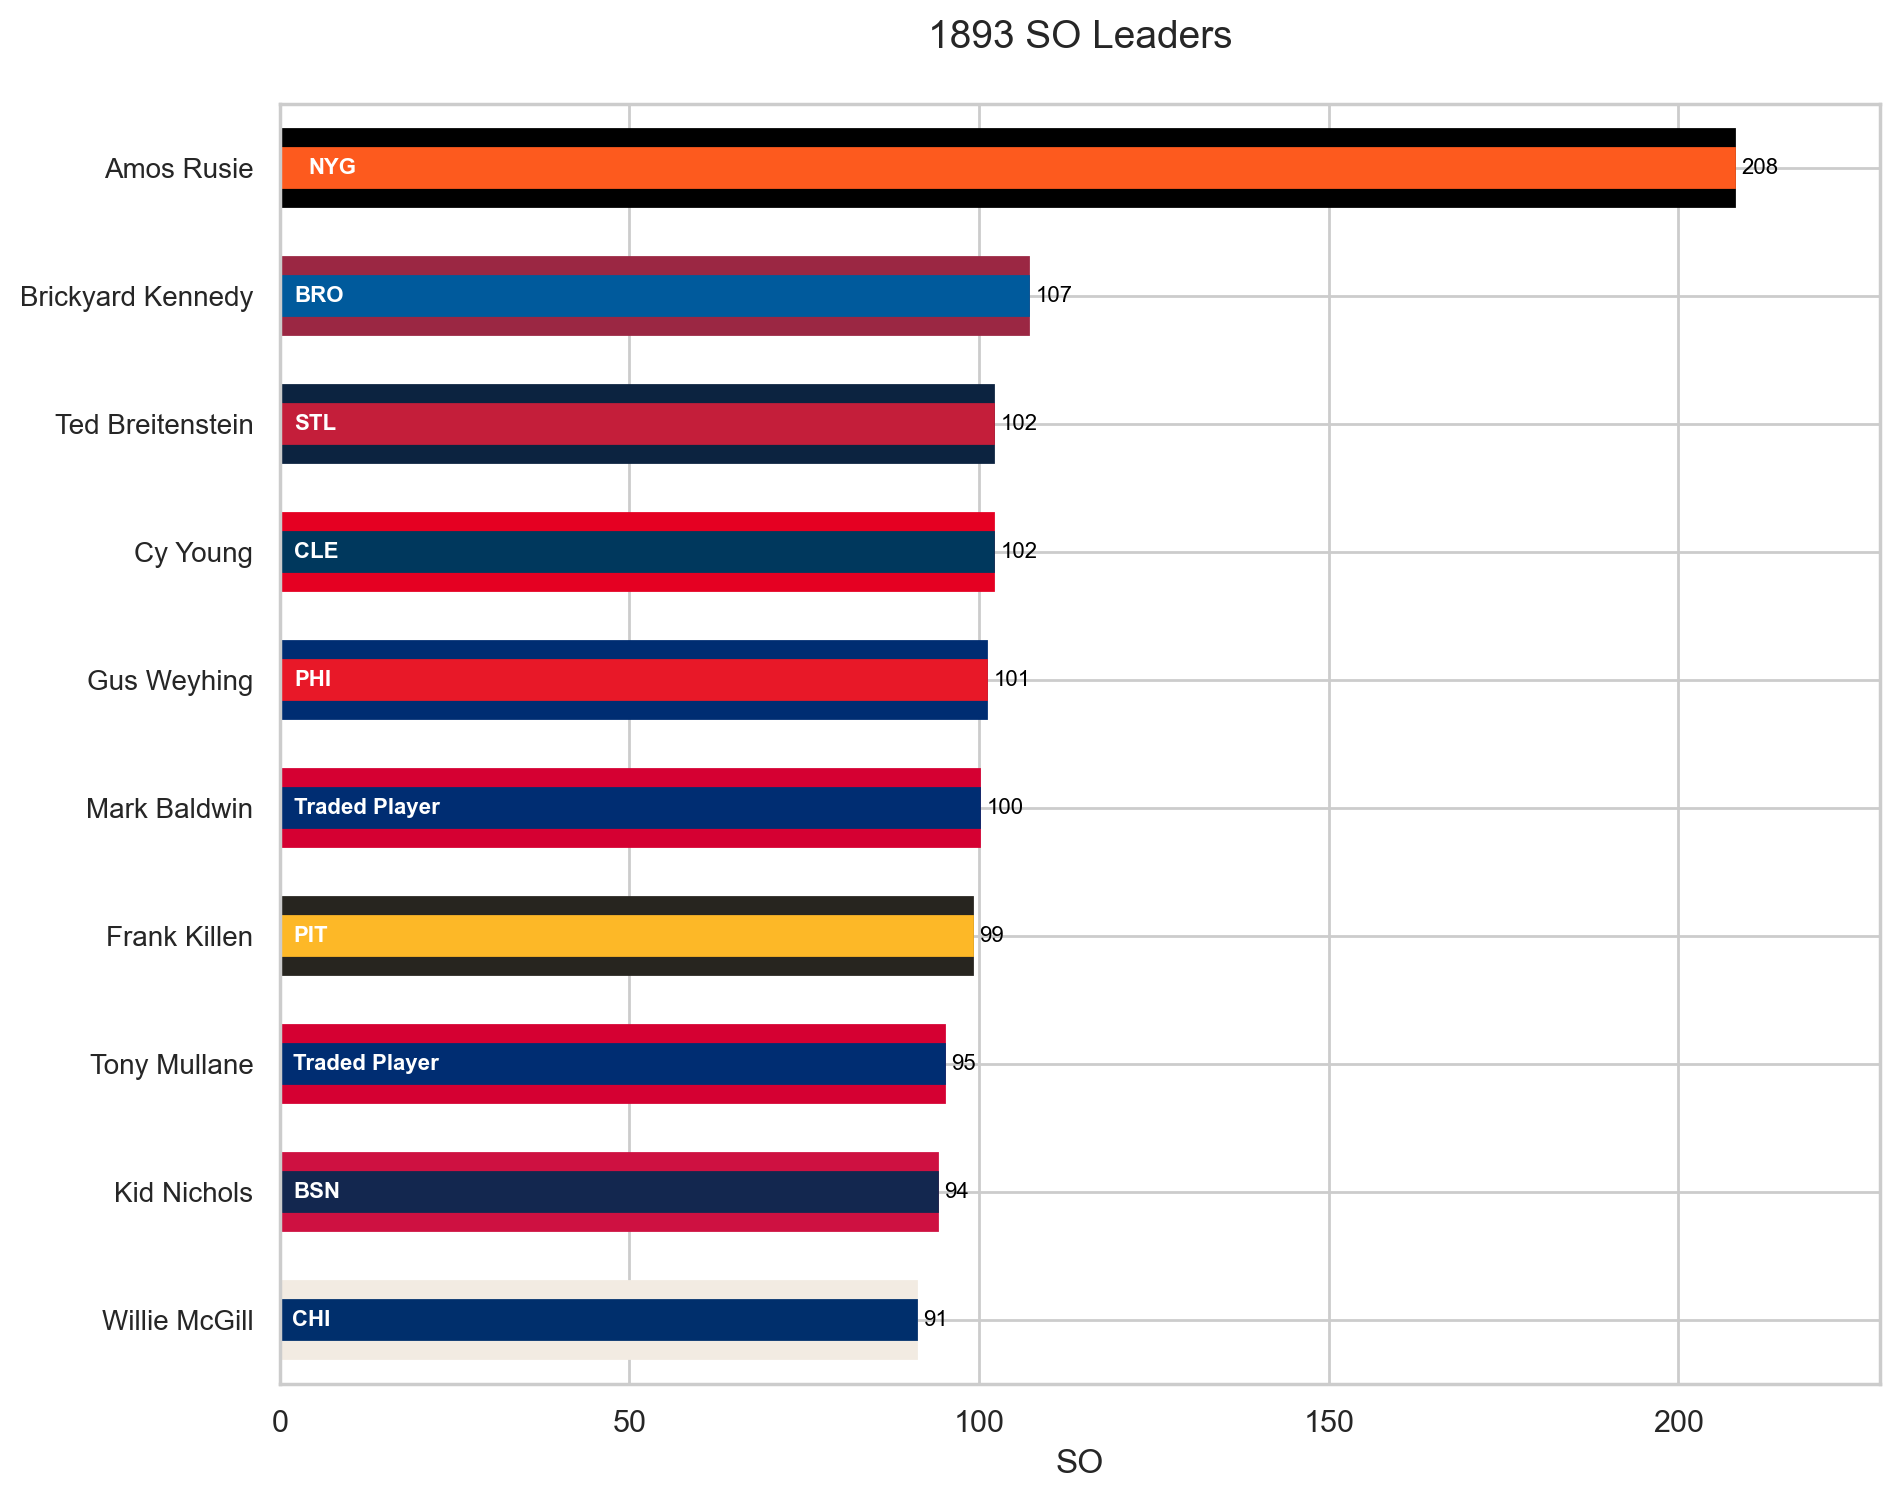 1893 SO Leaders
Amos Rusie NYG 208
Brickyard Kennedy BRO 107
Ted Breitenstein STL 102
Cy Young CLE 102
Gus Weyhing PHI 101
Mark Baldwin Traded Player 100
Frank Killen PIT 99
Tony Mullane Traded Player 95
Kid Nichols BSN 94
Willie McGill CHI 91
0 50 100 150 200
SO